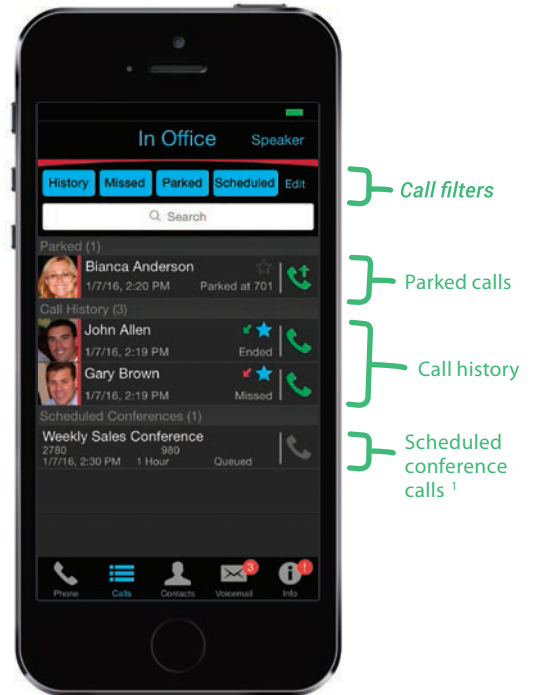 In Office Speaker
History Missed Parked Scheduled Edit
Call filters
Search
Parked (1)
Bianca Anderson
1/7/16, 2:20 PM Parked at 701
Parked calls
Call History (3)
John Allen
1/7/16, 2:19 PM Ended
Gary Brown
1/7/16, 2:19 PM Missed
Call history
Scheduled Conferences (1)
Weekly Sales Conference
2780 980
1/7/16, 2:30 PM 1 Hour Queued
Scheduled
conference
calls ¹
3 !
Phone Calls Contacts Voicemail Info